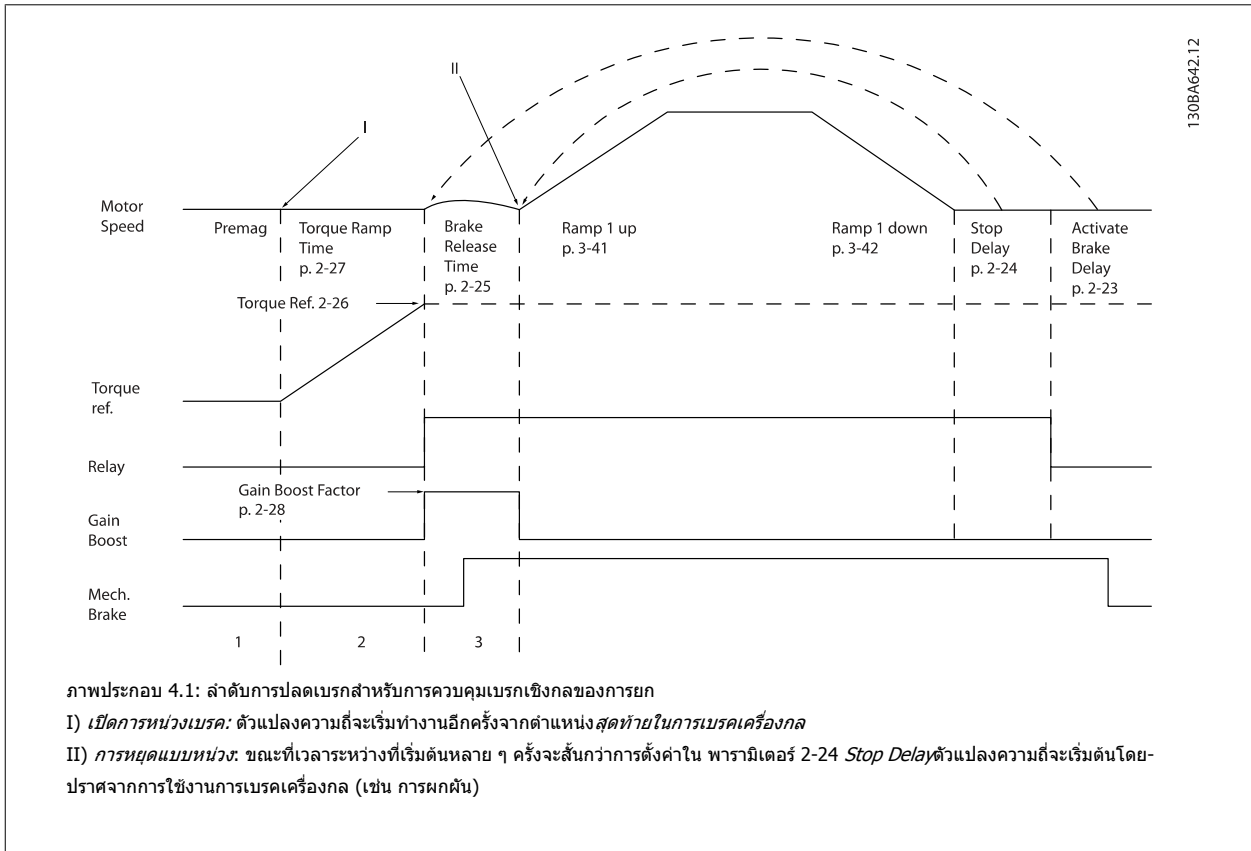 130BA642.12
II
I
Motor
Speed
Premag
Torque Ramp
Time
p. 2-27
Brake
Release
Time
p. 2-25
Ramp 1 up
p. 3-41
Ramp 1 down
p. 3-42
Stop
Delay
p. 2-24
Activate
Brake
Delay
p. 2-23
Torque Ref. 2-26
Torque
ref.
Relay
Gain Boost Factor
p. 2-28
Gain
Boost
Mech.
Brake
1
2
3
ภาพประกอบ 4.1: ลำดับการปลดเบรกสำหรับการควบคุมเบรกเชิงกลของการยก
I) เปิดการหน่วงเบรค: ตัวแปลงความถี่จะเริ่มทำงานอีกครั้งจากตำแหน่งสุดท้ายในการเบรคเครื่องกล
II) การหยุดแบบหน่วง: ขณะที่เวลาระหว่างที่เริ่มต้นหลาย ๆ ครั้งจะสั้นกว่าการตั้งค่าใน พารามิเตอร์ 2-24 Stop Delayตัวแปลงความถี่จะเริ่มต้นโดย-
ปราศจากการใช้งานการเบรคเครื่องกล (เช่น การผกผัน)